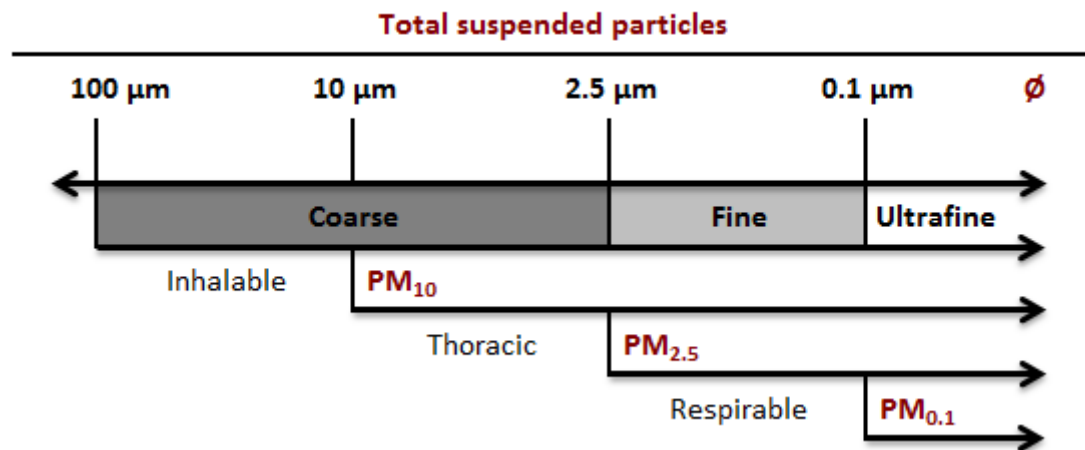 Total suspended particles
100 µm 10 µm 2.5 µm 0.1 µm Ø
Coarse Fine Ultrafine
Inhalable PM₁₀
Thoracic PM₂.₅
Respirable PM₀.₁